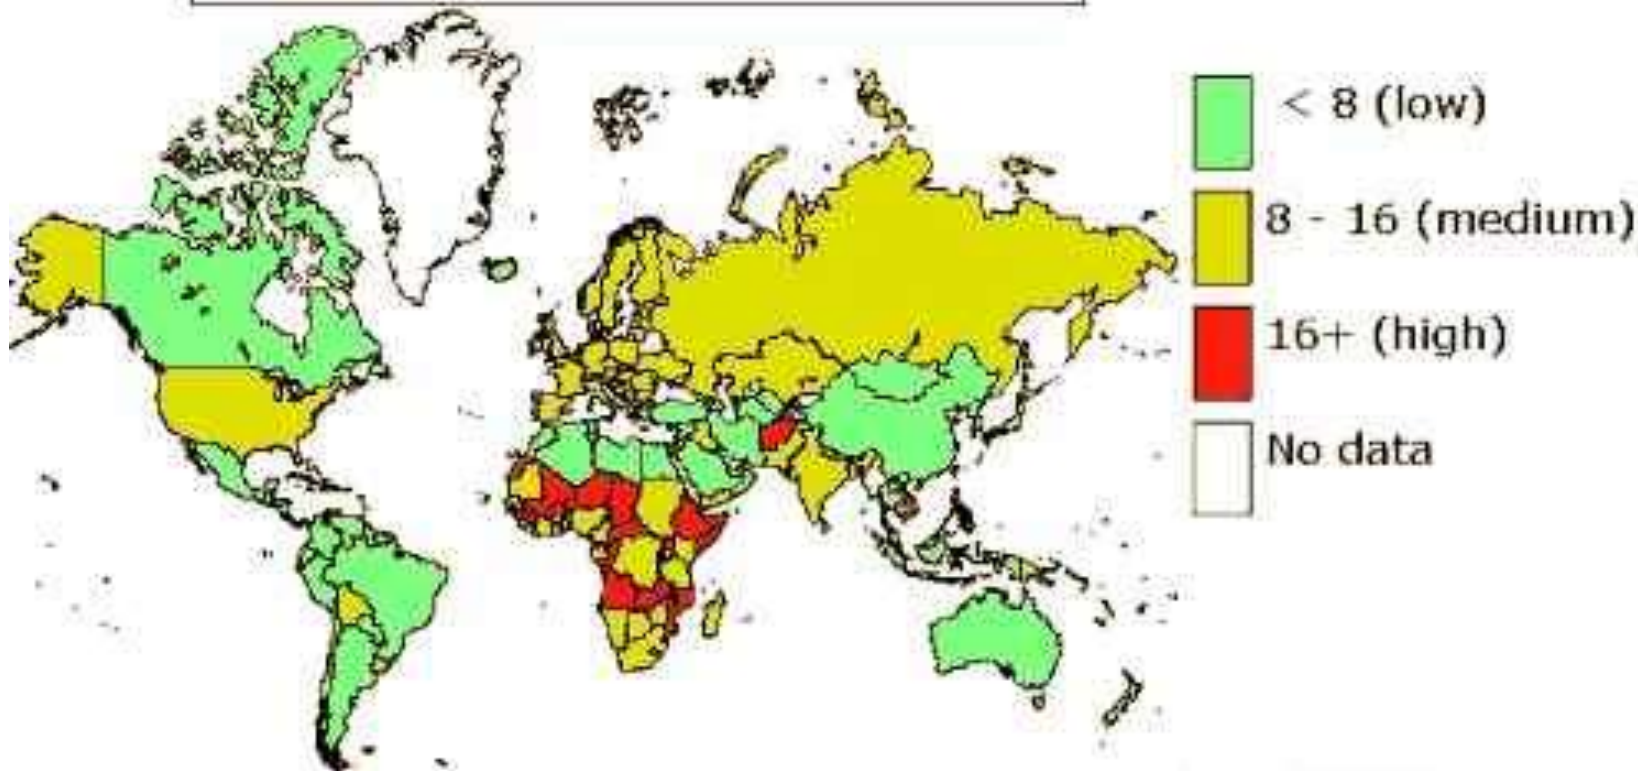 < 8 (low)
8 - 16 (medium)
16+ (high)
No data